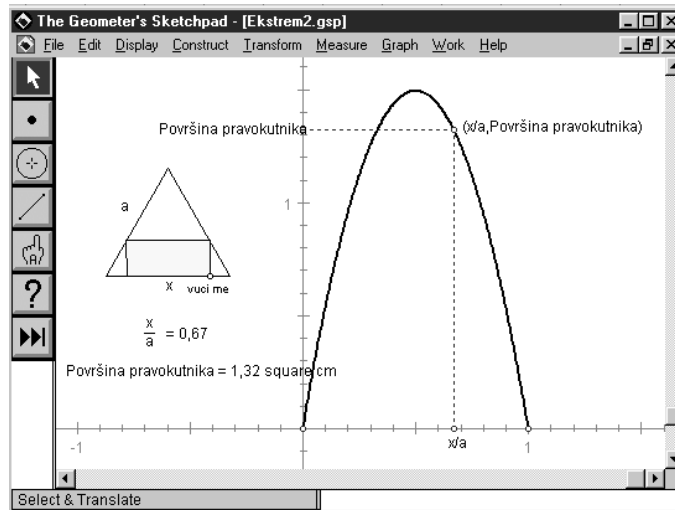 The Geometer's Sketchpad - [Ekstrem2.gsp]
File Edit Display Construct Transform Measure Graph Work Help
Površina pravokutnika
(x/a,Površina pravokutnika)
a
1
x
vuci me
x
a
= 0,67
Površina pravokutnika = 1,32 square cm
-1
x/a
1
A
?
Select & Translate